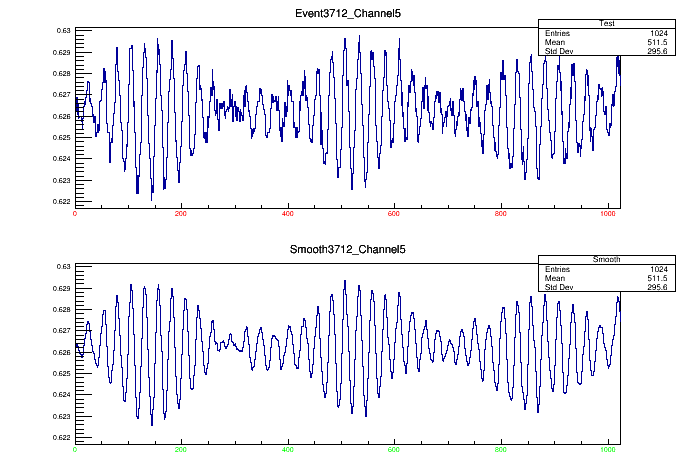 Event3712_Channel5
Test
Entries 1024
Mean 511.5
Std Dev 295.6
0.63
0.629
0.628
0.627
0.626
0.625
0.624
0.623
0.622
0 200 400 600 800 1000
Smooth3712_Channel5
Smooth
Entries 1024
Mean 511.5
Std Dev 295.6
0.63
0.629
0.628
0.627
0.626
0.625
0.624
0.623
0.622
0 200 400 600 800 1000